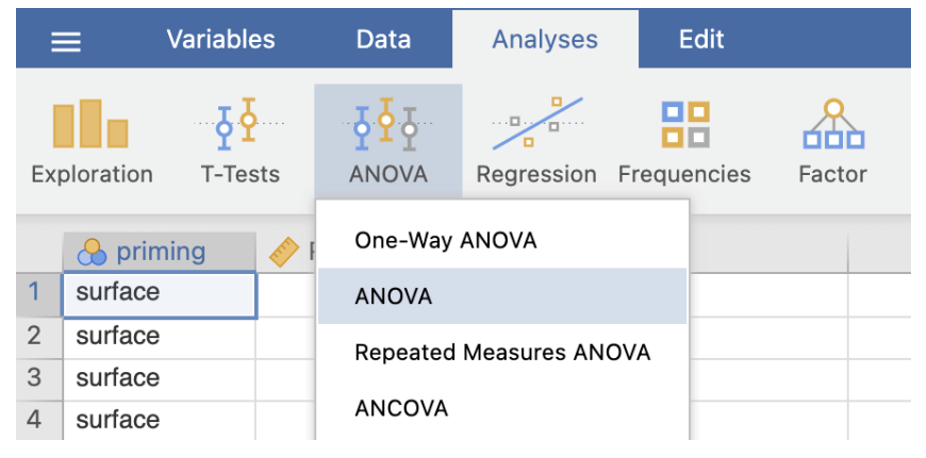 Variables Data Analyses Edit
Exploration T-Tests ANOVA Regression Frequencies Factor
One-Way ANOVA
priming
ANOVA
1 surface
Repeated Measures ANOVA
2 surface
3 surface
ANCOVA
4 surface